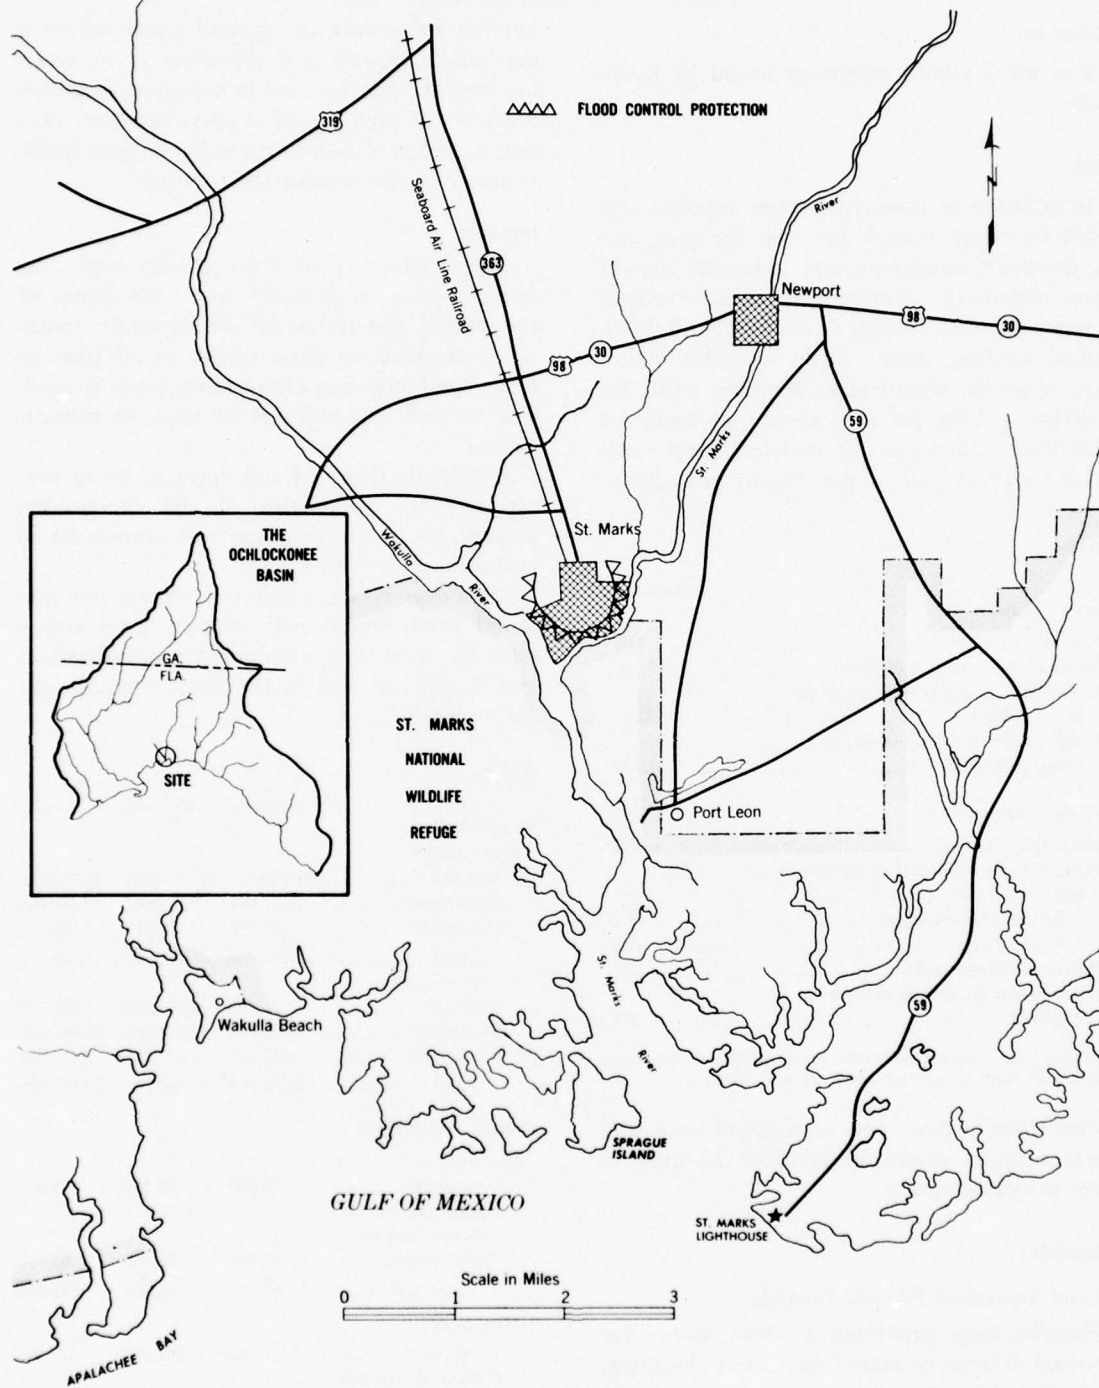 FLOOD CONTROL PROTECTION
319
Seaboard Air Line Railroad
363
N
River
Newport
98
30
98
30
59
St. Marks
St. Marks
Wakulla
River
THE
OCHLOCKONEE
BASIN
GA.
FLA.
SITE
ST. MARKS
NATIONAL
WILDLIFE
REFUGE
Port Leon
St. Marks
River
59
Wakulla Beach
SPRAGUE
ISLAND
GULF OF MEXICO
ST. MARKS
LIGHTHOUSE
Scale in Miles
0 1 2 3
APALACHEE BAY